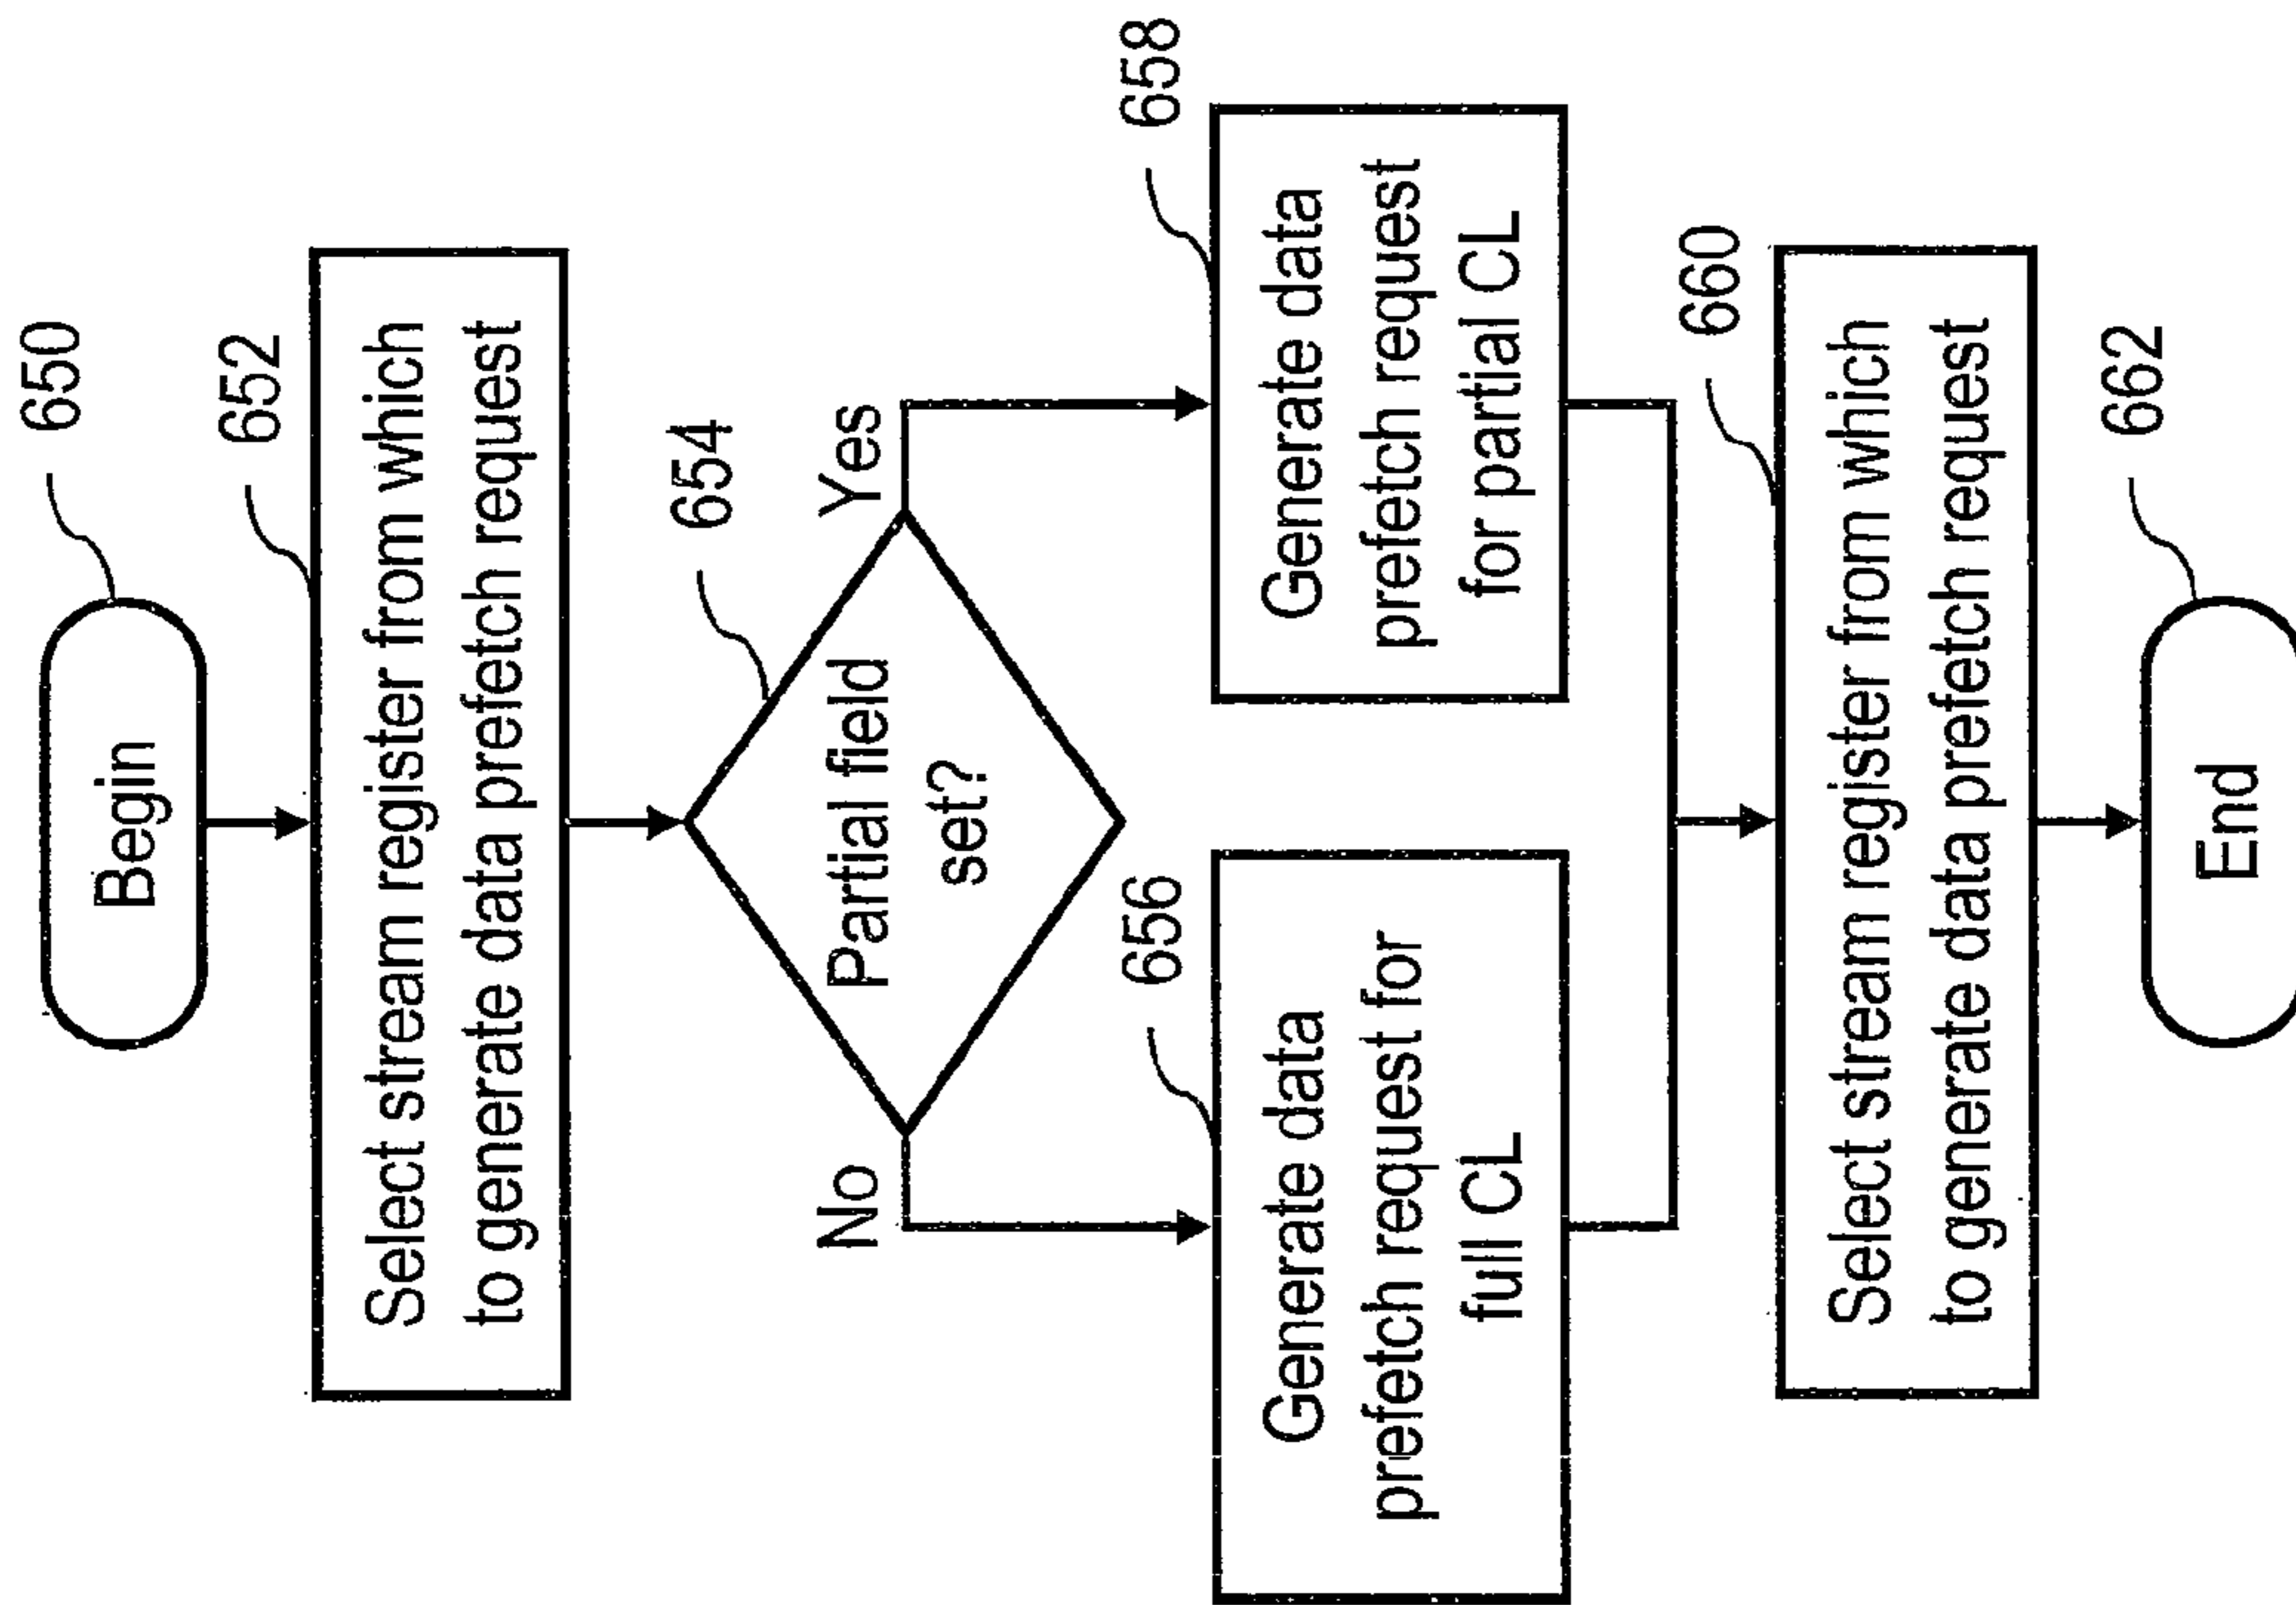 Begin
650
652
Select stream register from which
to generate data prefetch request
654
Partial field
set?
No
Yes
656
Generate data
prefetch request for
full CL
658
Generate data
prefetch request
for partial CL
660
Select stream register from which
to generate data prefetch request
662
End